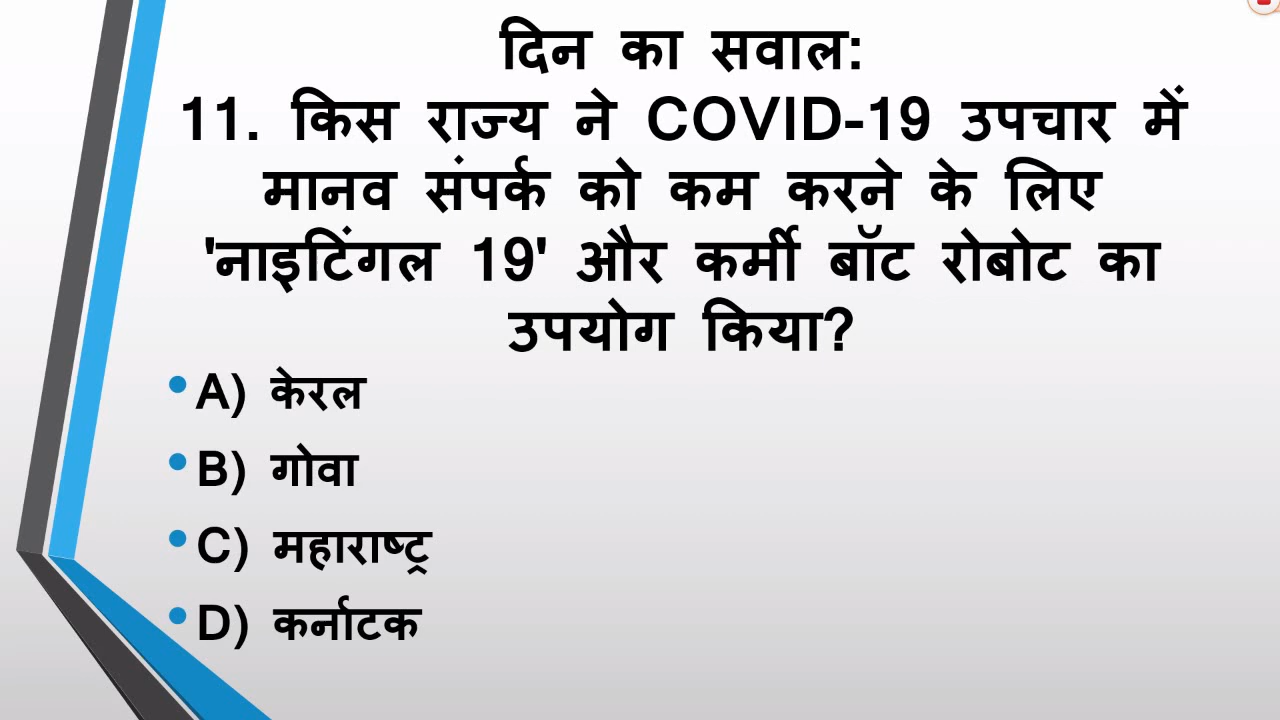 दिन का सवाल:
11. किस राज्य ने COVID-19 उपचार में
मानव संपर्क को कम करने के लिए
'नाइटिंगल 19' और कर्मी बॉट रोबोट का
उपयोग किया?
A) केरल
B) गोवा
C) महाराष्ट्र
D) कर्नाटक